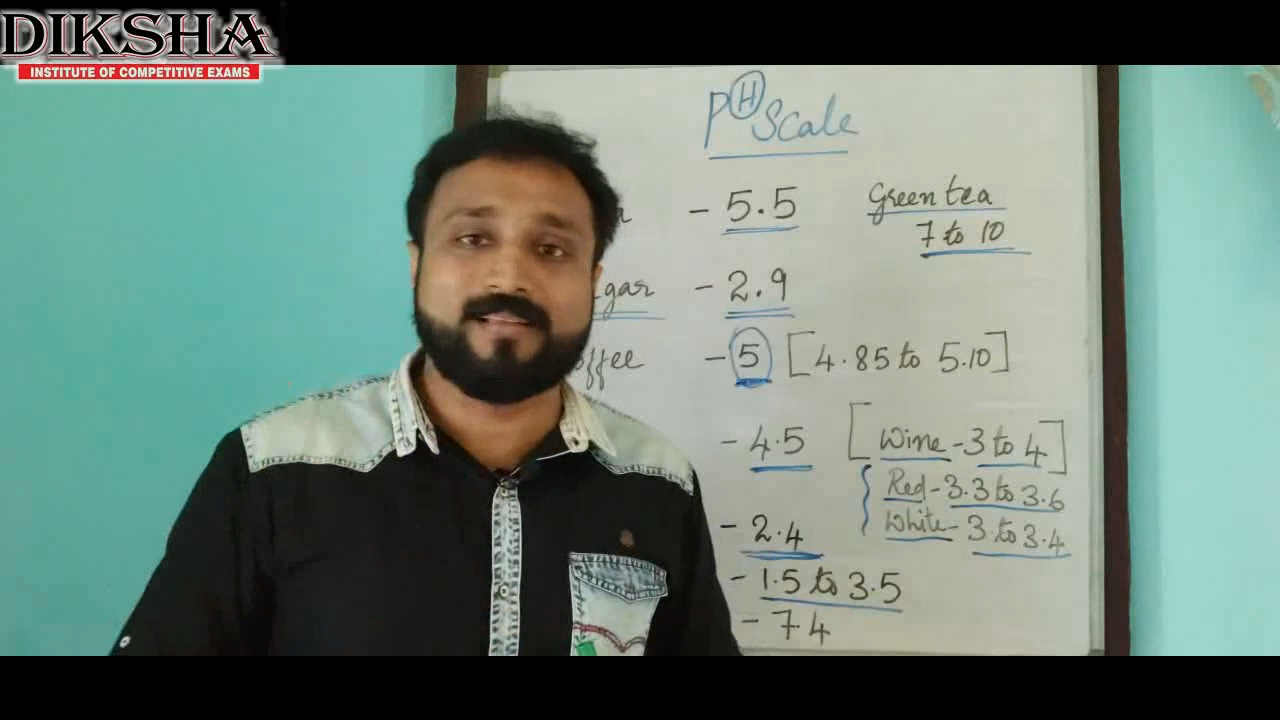 DIKSHA
INSTITUTE OF COMPETITIVE EXAMS
PH Scale
- 5.5 Green tea
7 to 10
- 2.9
- 5 [4.85 to 5.10]
- 4.5 [Wine - 3 to 4]
Red - 3.3 to 3.6
- 2.4 White - 3 to 3.4
- 1.5 to 3.5
- 7.4